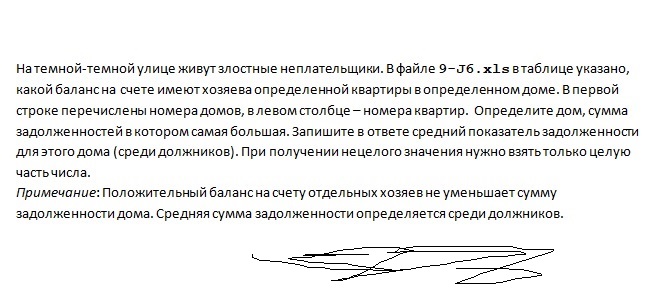 На темной-темной улице живут злостные неплательщики. В файле 9-J6.xls в таблице указано,
какой баланс на счете имеют хозяева определенной квартиры в определенном доме. В первой
строке перечислены номера домов, в левом столбце – номера квартир. Определите дом, сумма
задолженностей в котором самая большая. Запишите в ответе средний показатель задолженности
для этого дома (среди должников). При получении нецелого значения нужно взять только целую
часть числа.
Примечание: Положительный баланс на счету отдельных хозяев не уменьшает сумму
задолженности дома. Средняя сумма задолженности определяется среди должников.